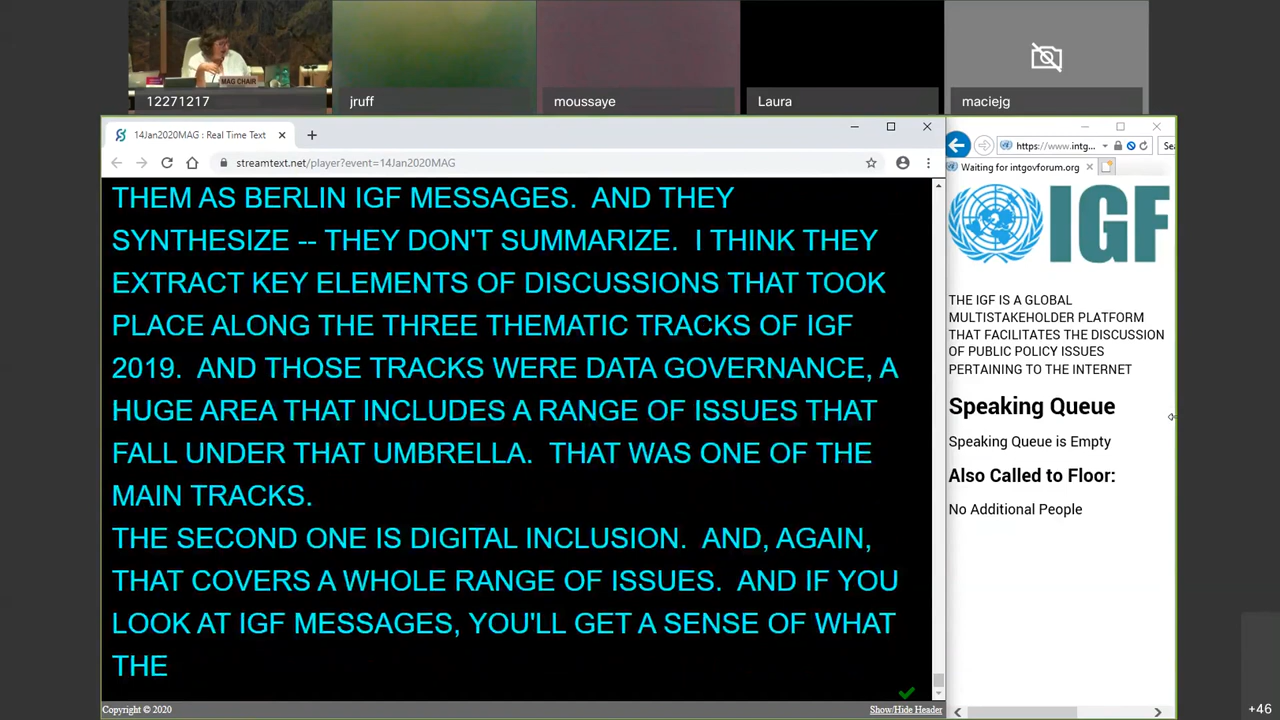 MAG CHAIR
12271217
jruff
moussaye
Laura
maciejg
14Jan2020MAG : Real Time Text
streamtext.net/player?event=14Jan2020MAG
THEM AS BERLIN IGF MESSAGES.  AND THEY
SYNTHESIZE -- THEY DON'T SUMMARIZE.  I THINK THEY
EXTRACT KEY ELEMENTS OF DISCUSSIONS THAT TOOK
PLACE ALONG THE THREE THEMATIC TRACKS OF IGF
2019.  AND THOSE TRACKS WERE DATA GOVERNANCE, A
HUGE AREA THAT INCLUDES A RANGE OF ISSUES THAT
FALL UNDER THAT UMBRELLA.  THAT WAS ONE OF THE
MAIN TRACKS.
THE SECOND ONE IS DIGITAL INCLUSION.  AND, AGAIN,
THAT COVERS A WHOLE RANGE OF ISSUES.  AND IF YOU
LOOK AT IGF MESSAGES, YOU'LL GET A SENSE OF WHAT
THE
Copyright © 2020
Show/Hide Header
https://www.intg...
Sea
Waiting for intgovforum.org
IGF
THE IGF IS A GLOBAL
MULTISTAKEHOLDER PLATFORM
THAT FACILITATES THE DISCUSSION
OF PUBLIC POLICY ISSUES
PERTAINING TO THE INTERNET
Speaking Queue
Speaking Queue is Empty
Also Called to Floor:
No Additional People
+46